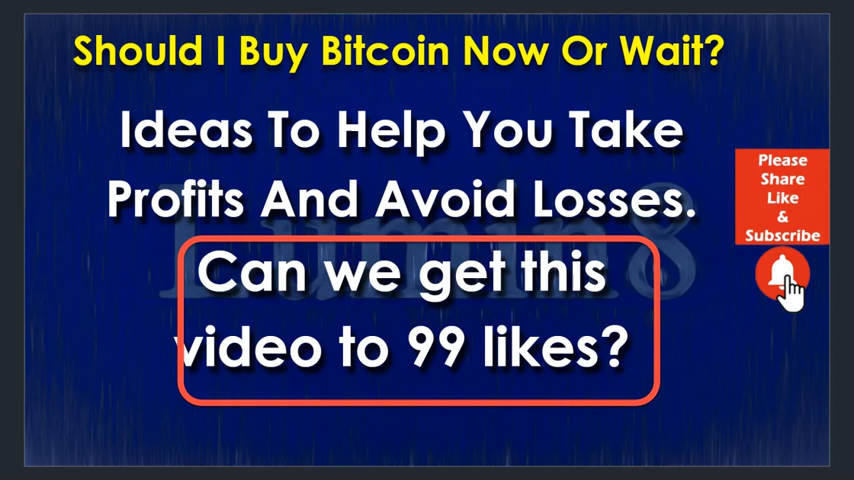 Should I Buy Bitcoin Now Or Wait?
Ideas To Help You Take
Profits And Avoid Losses.
Can we get this
video to 99 likes?
Please
Share
Like
&
Subscribe
Lumin8